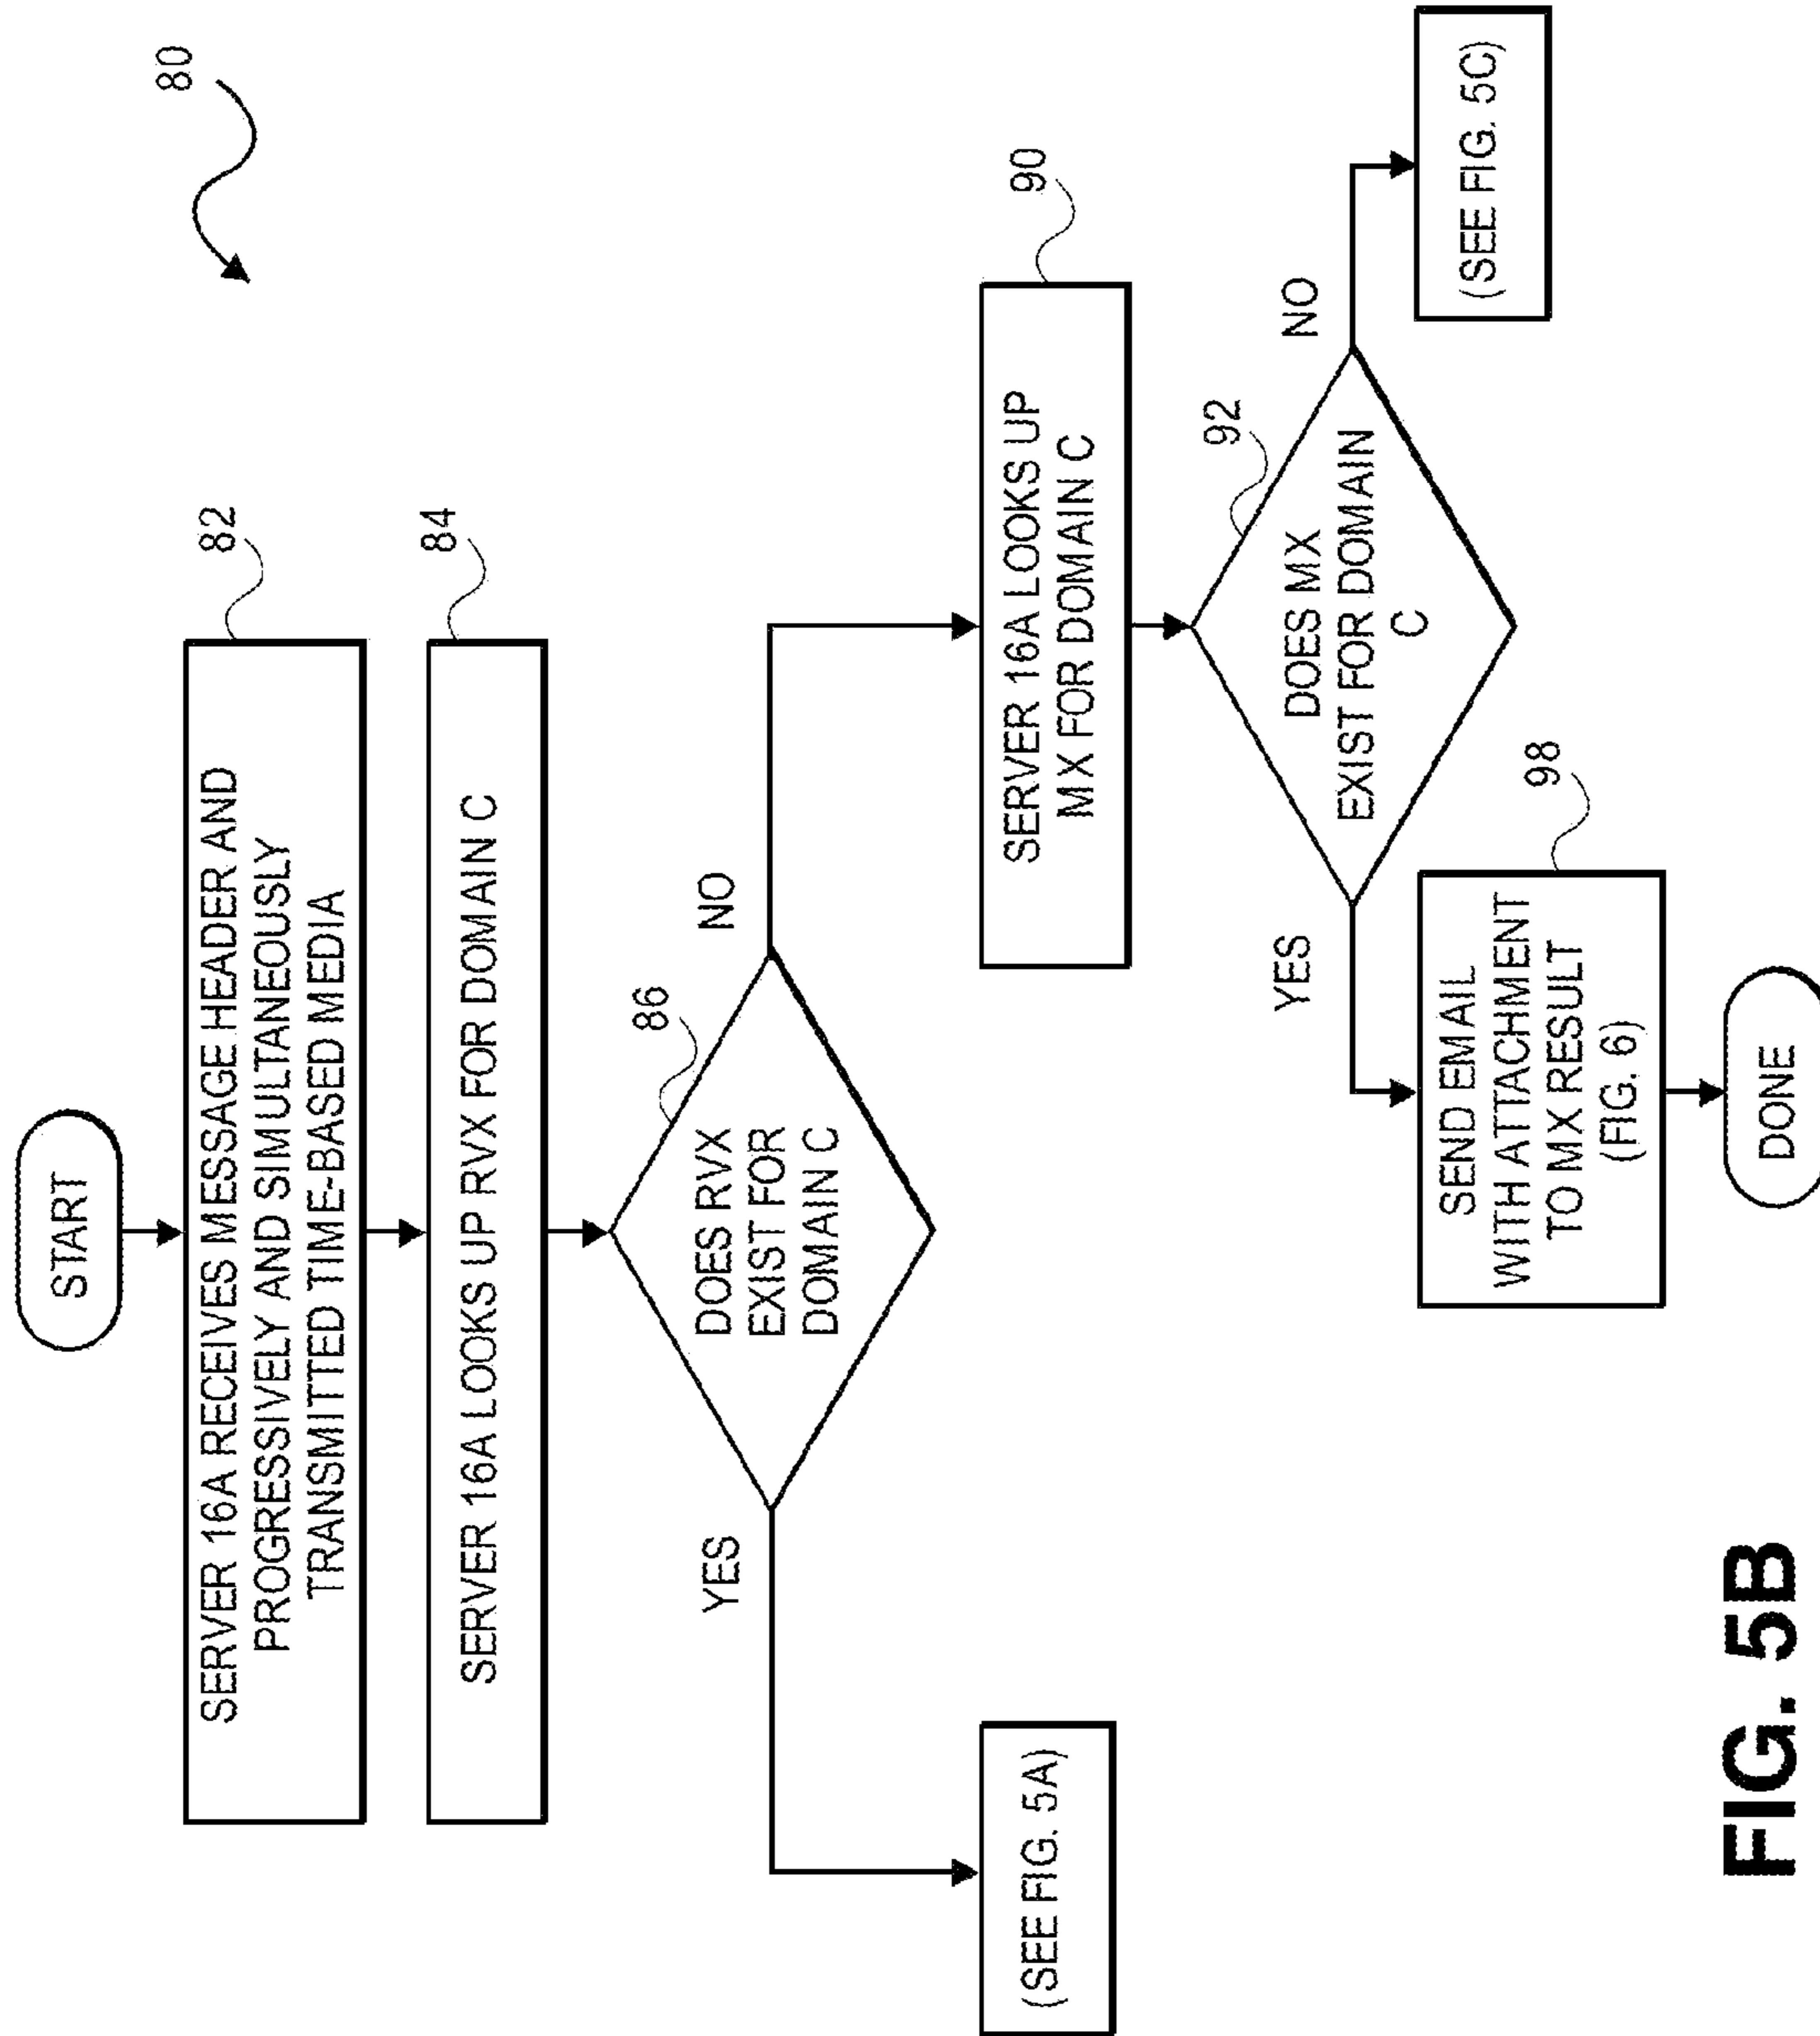 80
START
82
SERVER 16A RECEIVES MESSAGE HEADER AND
PROGRESSIVELY AND SIMULTANEOUSLY
TRANSMITTED TIME-BASED MEDIA
84
SERVER 16A LOOKS UP RVX FOR DOMAIN C
86
DOES RVX
EXIST FOR
DOMAIN C
YES
NO
(SEE FIG. 5A)
90
SERVER 16A LOOKS UP
MX FOR DOMAIN C
92
DOES MX
EXIST FOR DOMAIN
C
YES
NO
98
SEND EMAIL
WITH ATTACHMENT
TO MX RESULT
(FIG. 6)
(SEE FIG. 5C)
DONE
FIG. 5B